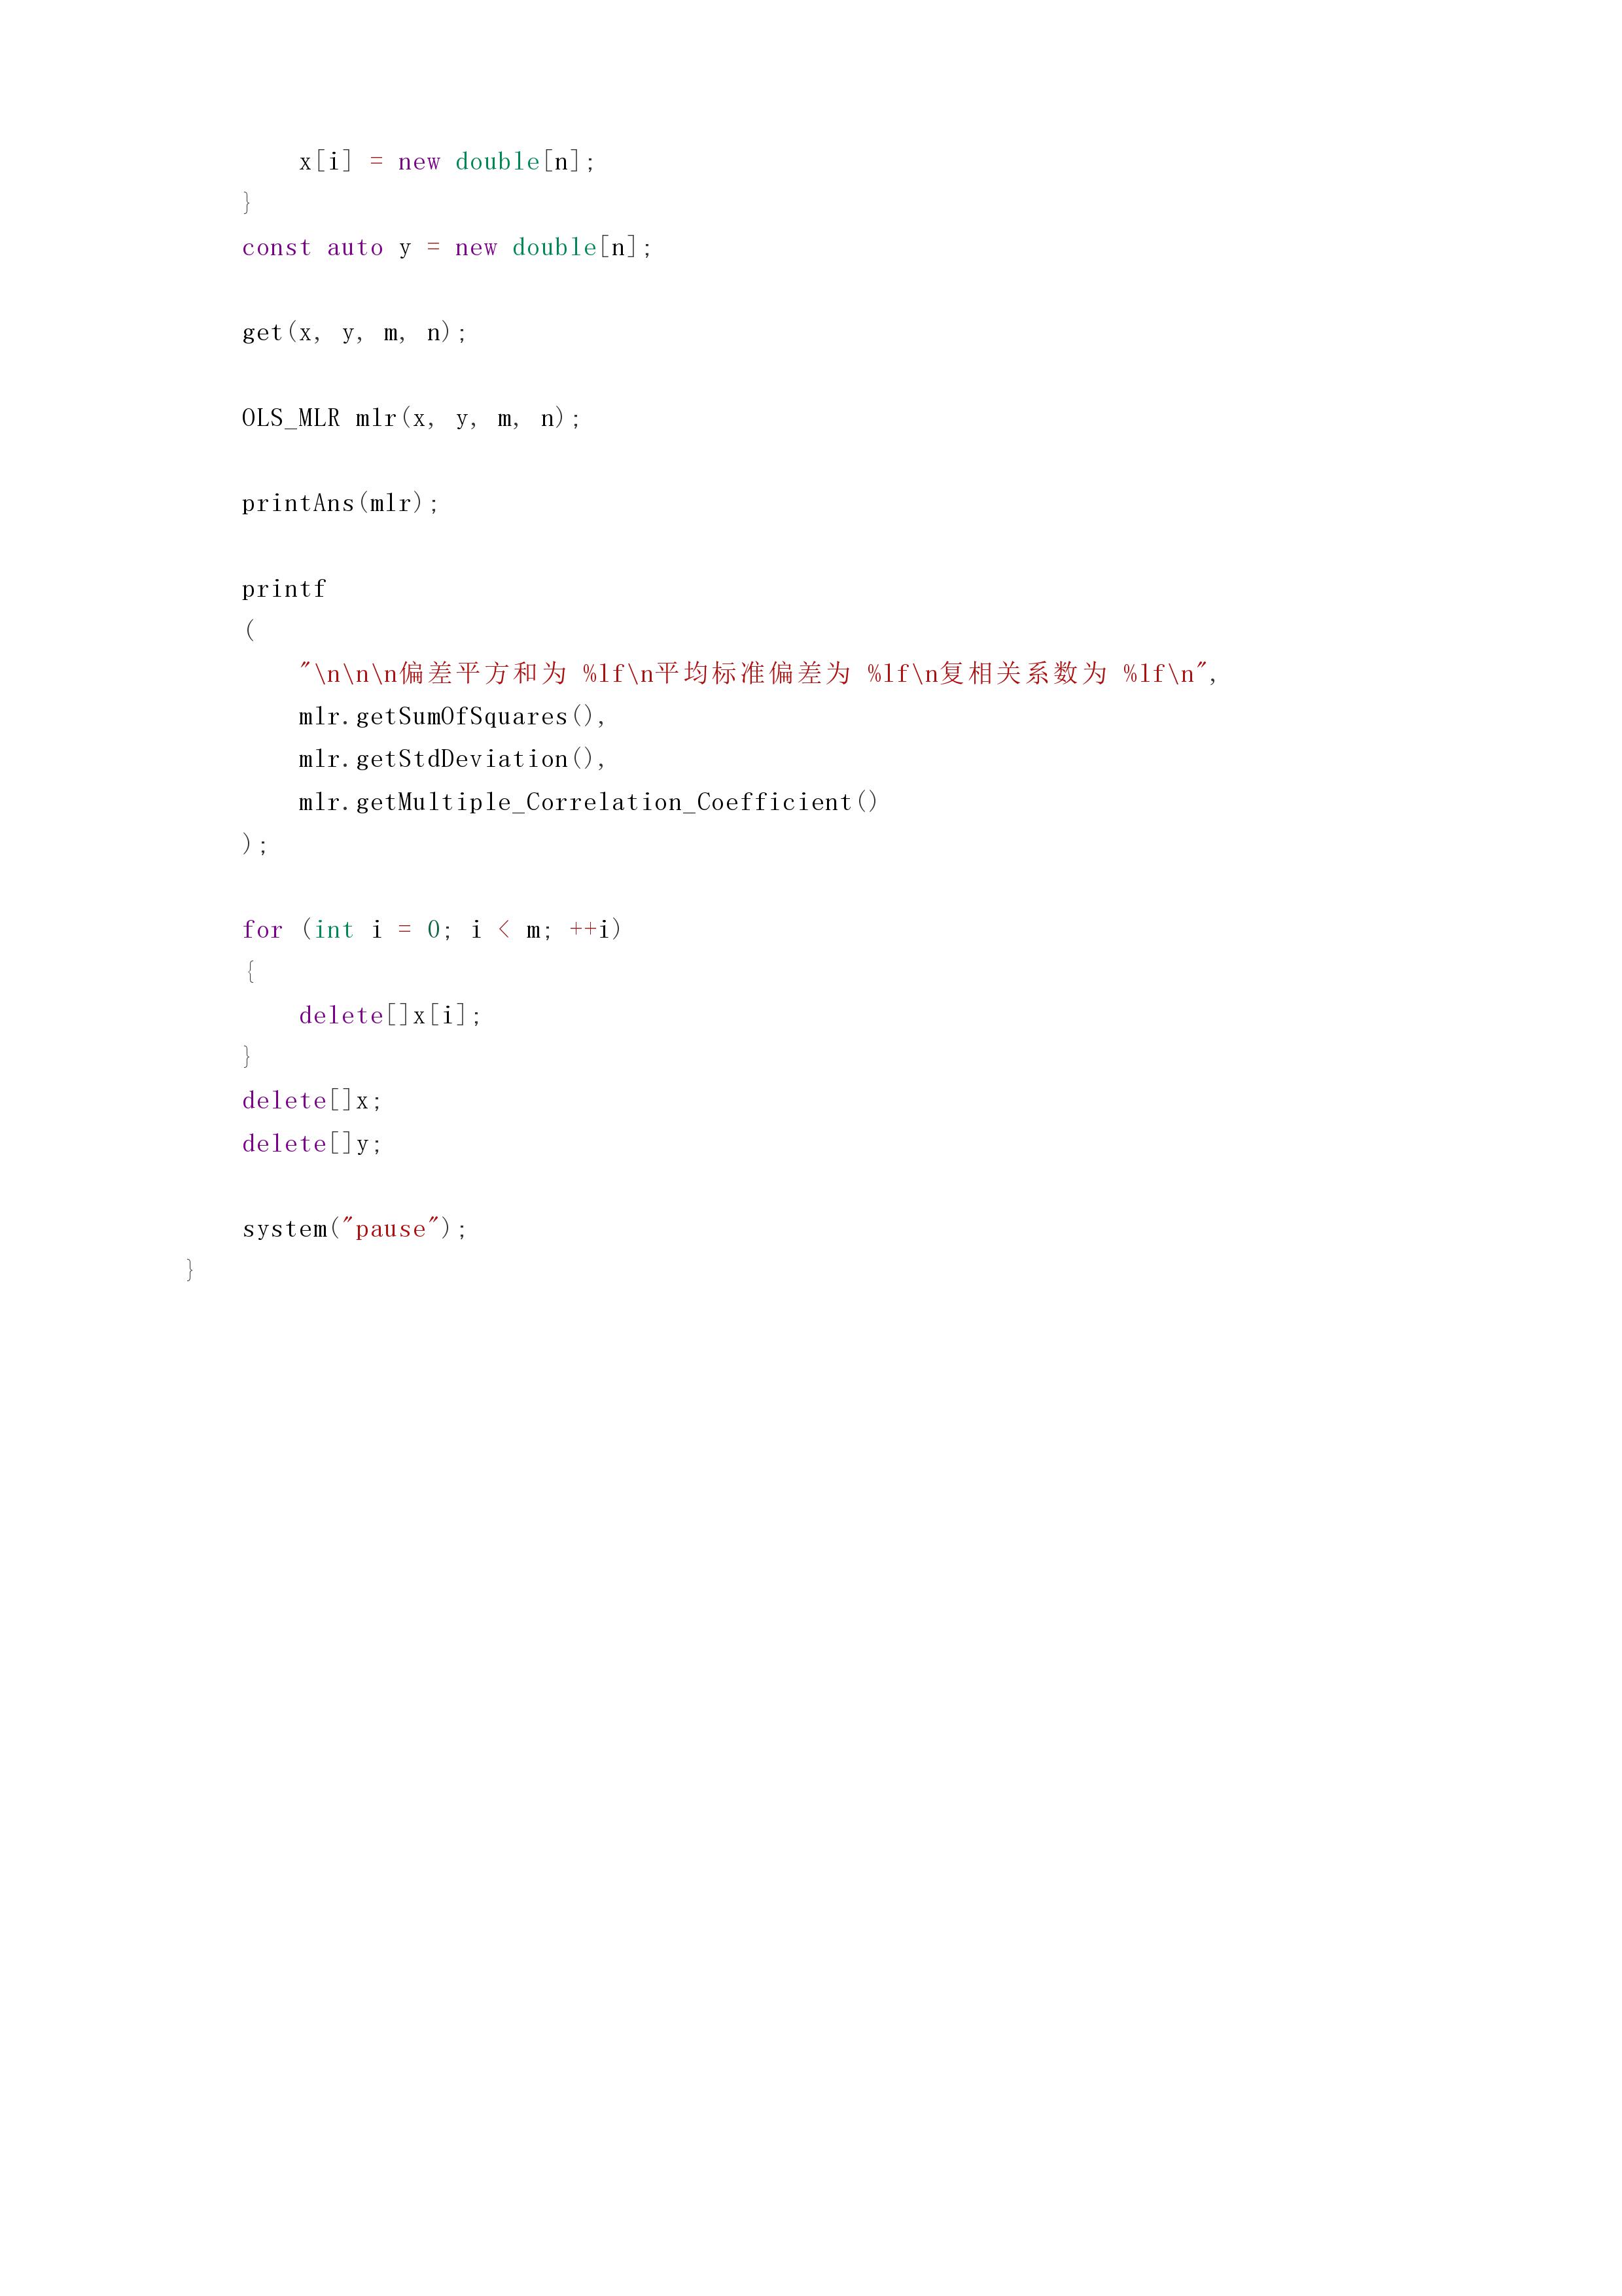 x[i] = new double[n];
}
const auto y = new double[n];
get(x, y, m, n);
OLS_MLR mlr(x, y, m, n);
printAns(mlr);
printf
(
"\n\n\n偏差平方和为 %lf\n平均标准偏差为 %lf\n复相关系数为 %lf\n",
mlr.getSumOfSquares(),
mlr.getStdDeviation(),
mlr.getMultiple_Correlation_Coefficient()
);
for (int i = 0; i < m; ++i)
{
delete[]x[i];
}
delete[]x;
delete[]y;
system("pause");
}